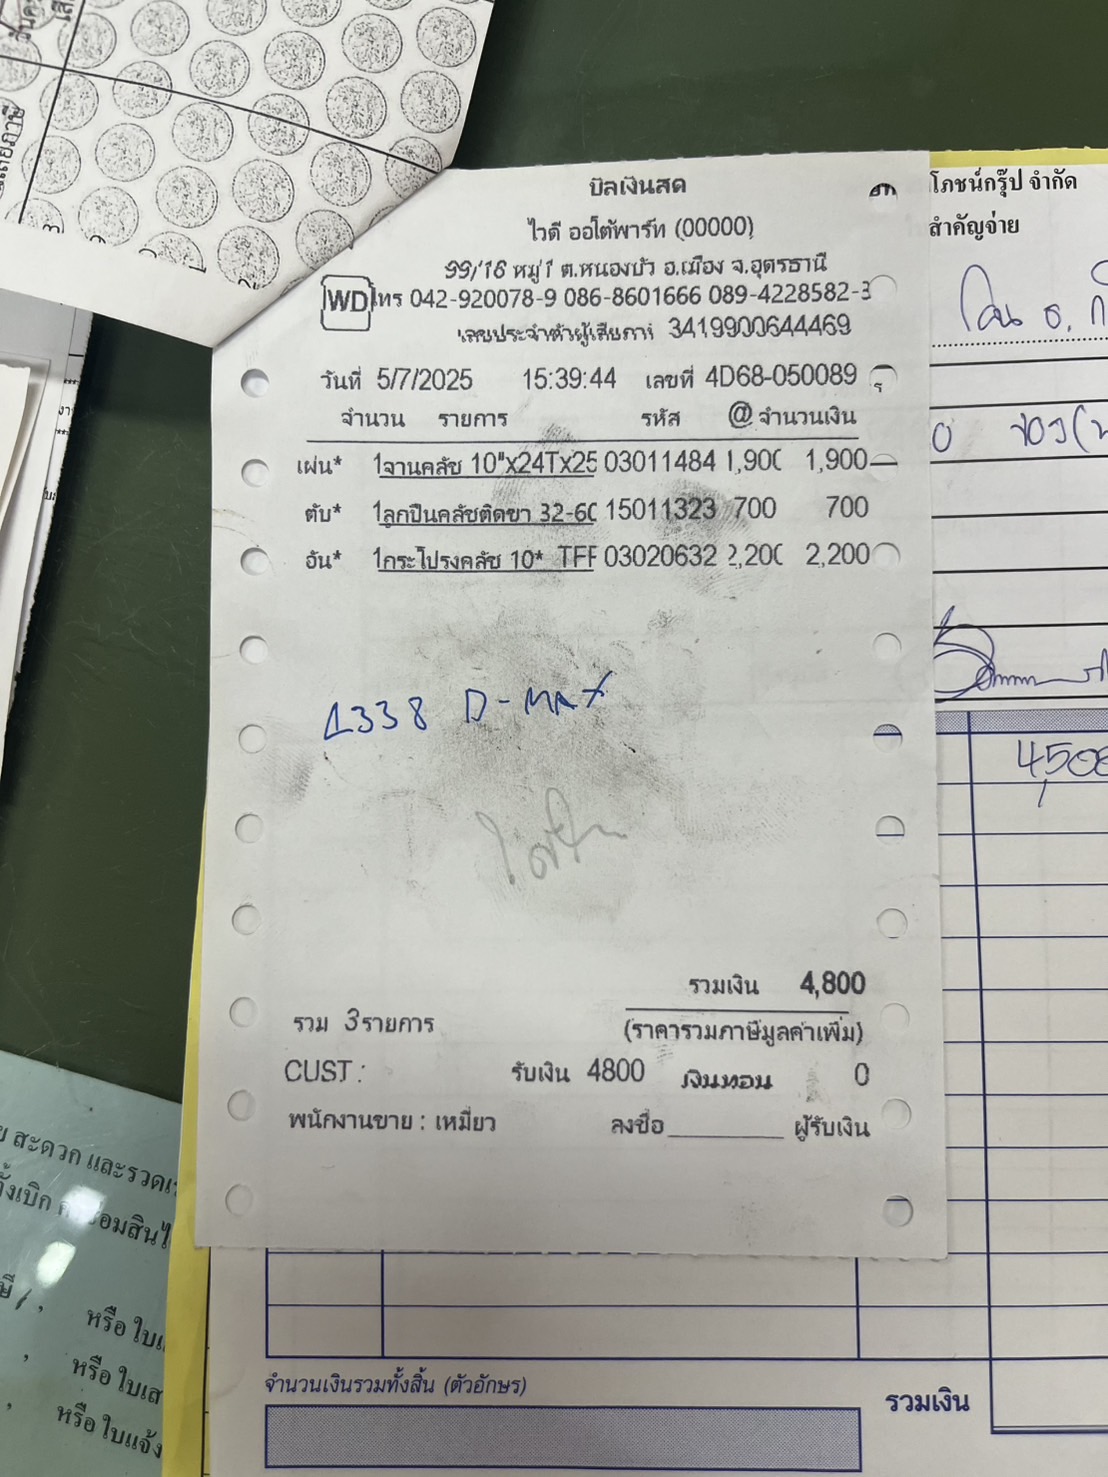 บิลเงินสด
ไวดี ออโต้พาร์ท (00000)
99/16 หมู่1 ต.หนองบัว อ.เมือง จ.อุดรธานี
WD โทร 042-920078-9 086-8601666 089-4228582-3
เลขประจำตัวผู้เสียภาษี 3419900644469
วันที่ 5/7/2025 15:39:44 เลขที่ 4D68-050089
จำนวน รายการ รหัส @ จำนวนเงิน
แผ่น* 1จานคลัช 10"x24Tx25 03011484 1,900 1,900
ตับ* 1ลูกปืนคลัชติดขา 32-60 15011323 700 700
อัน* 1กระโปรงคลัช 10* TFF 03020632 2,200 2,200
1338 D-MAX
รวมเงิน 4,800
รวม 3รายการ (ราคารวมภาษีมูลค่าเพิ่ม)
CUST : รับเงิน 4800 เงินทอน 0
พนักงานขาย : เหมี่ยว ลงชื่อ ผู้รับเงิน
โภชน์กรุ๊ป จำกัด
สำคัญจ่าย
จำนวนเงินรวมทั้งสิ้น (ตัวอักษร)
รวมเงิน
สะดวก และรวดเร
หรือ ใบ
หรือ ใบเส
หรือ ใบแจ้ง